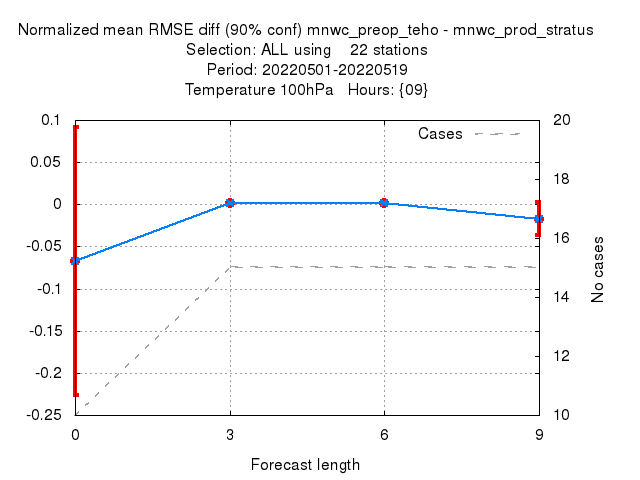 Normalized mean RMSE diff (90% conf) mnwc_preop_teho - mnwc_prod_stratus
Selection: ALL using    22 stations
Period: 20220501-20220519
Temperature 100hPa   Hours: {09}
Cases
0.1
0.05
0
-0.05
-0.1
-0.15
-0.2
-0.25
20
18
16
14
12
10
No cases
0
3
6
9
Forecast length